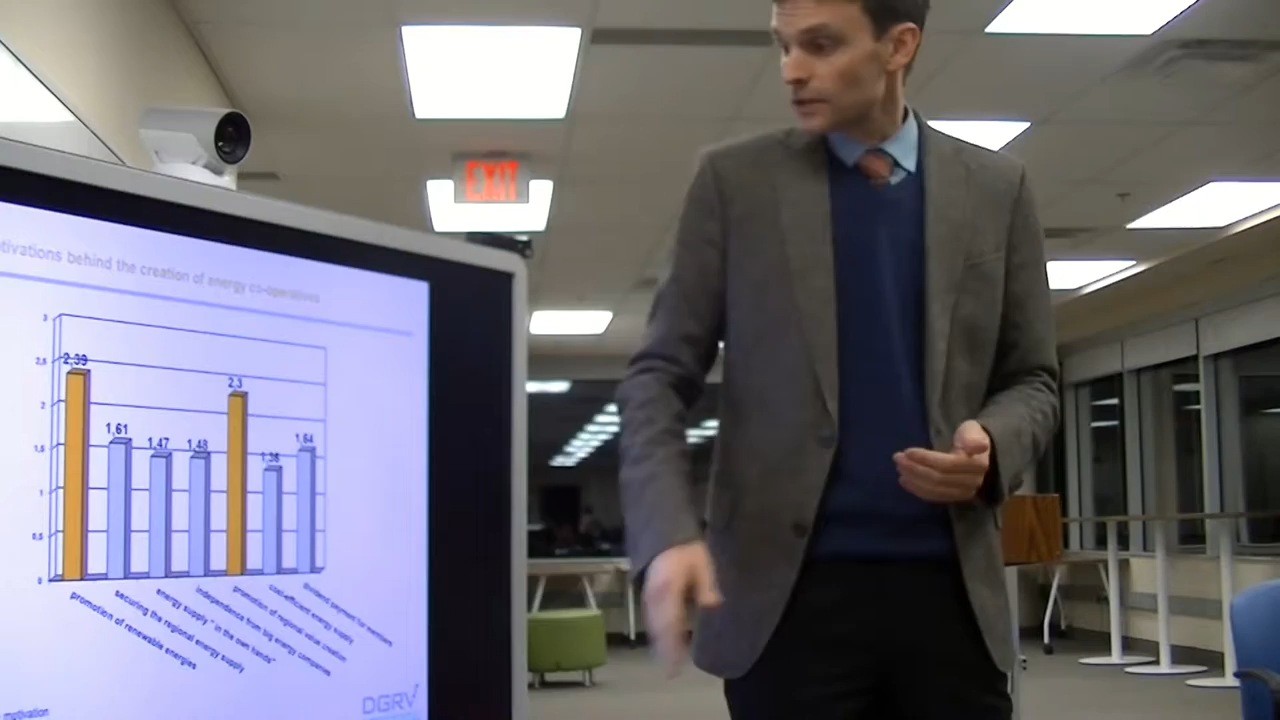 EXIT
tivations behind the creation of energy co-operatives
3
2,5
2
1,5
1
0,5
0
2,39
1,61
1,47
1,48
2,3
1,36
1,64
promotion of renewable energies
securing the regional energy supply
energy supply "in the own hands"
independence from big energy companies
promotion of regional value creation
cost-efficient energy supply
dividend payment for members
motivation
DGRV